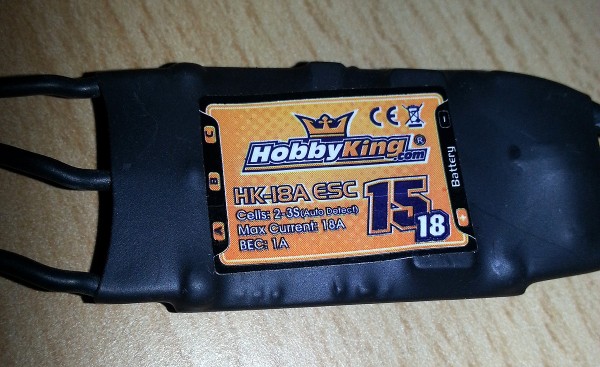 HobbyKing®
.com
HK-18A ESC
Cells: 2-3S(Auto Detect)
Max Current: 18A
BEC: 1A
15
18
A
B
C
CE
Battery
-
+